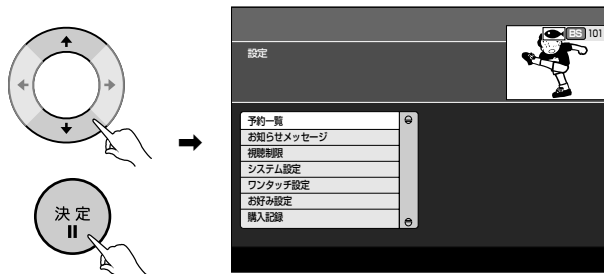 決定
BS 101
設定
予約一覧
お知らせメッセージ
視聴制限
システム設定
ワンタッチ設定
お好み設定
購入記録